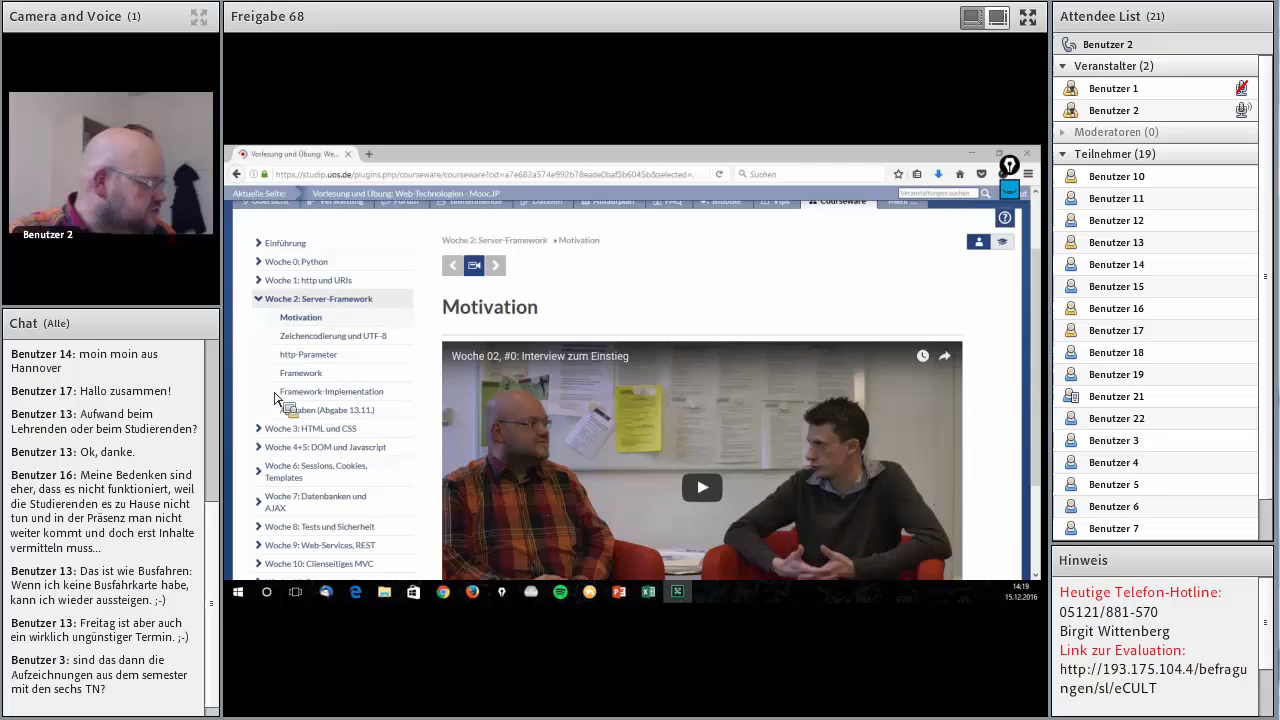 Camera and Voice (1)
Benutzer 2
Chat (Alle)
Benutzer 14: moin moin aus
Hannover
Benutzer 17: Hallo zusammen!
Benutzer 13: Aufwand beim
Lehrenden oder beim Studierenden?
Benutzer 13: Ok, danke.
Benutzer 16: Meine Bedenken sind
eher, dass es nicht funktioniert, weil
die Studierenden es zu Hause nicht
tun und in der Präsenz man nicht
weiter kommt und doch erst Inhalte
vermitteln muss...
Benutzer 13: Das ist wie Busfahren:
Wenn ich keine Busfahrkarte habe,
kann ich wieder aussteigen. ;-)
Benutzer 13: Freitag ist aber auch
ein wirklich ungünstiger Termin. ;-)
Benutzer 3: sind das dann die
Aufzeichnungen aus dem semester
mit den sechs TN?
Freigabe 68
Vorlesung und Übung: We...
https://studip.uos.de/plugins.php/courseware/courseware?cid=a7e682a574e992b78eade0baf3b6045b&selected=...
Suchen
Aktuelle Seite:
Vorlesung und Übung: Web-Technologien - Mooc.IP
Veranstaltungen suchen
Übersicht
Verwaltung
Forum
Teilnehmende
Dateien
Ablaufplan
FAQ
Blubber
Vips
Courseware
mehr ...
Einführung
Woche 0: Python
Woche 1: http und URIs
Woche 2: Server-Framework
Motivation
Zeichencodierung und UTF-8
http-Parameter
Framework
Framework-Implementation
(Abgabe 13.11.)
Woche 3: HTML und CSS
Woche 4+5: DOM und Javascript
Woche 6: Sessions, Cookies,
Templates
Woche 7: Datenbanken und
AJAX
Woche 8: Tests und Sicherheit
Woche 9: Web-Services, REST
Woche 10: Clienseitiges MVC
Woche 2: Server-Framework
Motivation
Motivation
Woche 02, #0: Interview zum Einstieg
14:19
15.12.2016
Attendee List (21)
Benutzer 2
Veranstalter (2)
Benutzer 1
Benutzer 2
Moderatoren (0)
Teilnehmer (19)
Benutzer 10
Benutzer 11
Benutzer 12
Benutzer 13
Benutzer 14
Benutzer 15
Benutzer 16
Benutzer 17
Benutzer 18
Benutzer 19
Benutzer 21
Benutzer 22
Benutzer 3
Benutzer 4
Benutzer 5
Benutzer 6
Benutzer 7
Hinweis
Heutige Telefon-Hotline:
05121/881-570
Birgit Wittenberg
Link zur Evaluation:
http://193.175.104.4/befragu
ngen/sl/eCULT